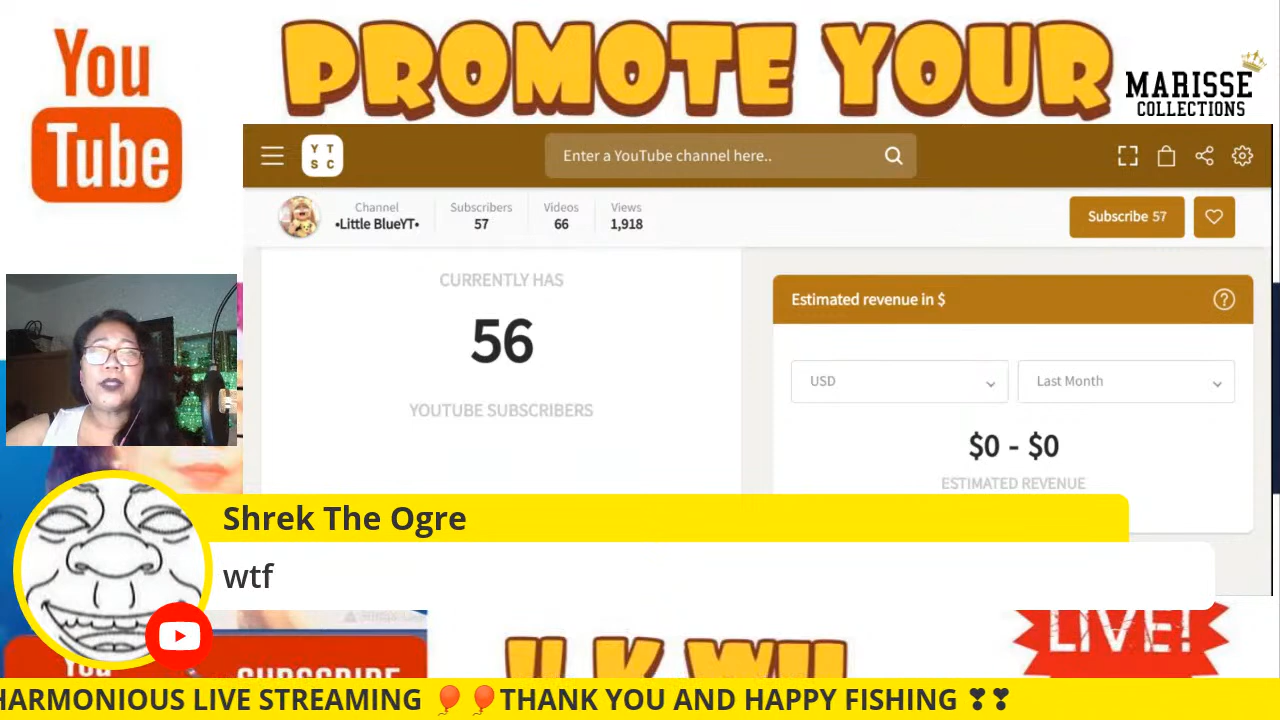 You
Tube
PROMOTE YOUR
MARISSE
COLLECTIONS
Y T
S C
Enter a YouTube channel here..
Channel
•Little BlueYT•
Subscribers
57
Videos
66
Views
1,918
Subscribe 57
CURRENTLY HAS
56
YOUTUBE SUBSCRIBERS
Estimated revenue in $
?
USD
Last Month
$0 - $0
ESTIMATED REVENUE
Shrek The Ogre
wtf
LIVE!
You
SUBSCRIBE
HARMONIOUS LIVE STREAMING 🎈🎈THANK YOU AND HAPPY FISHING ❣❣